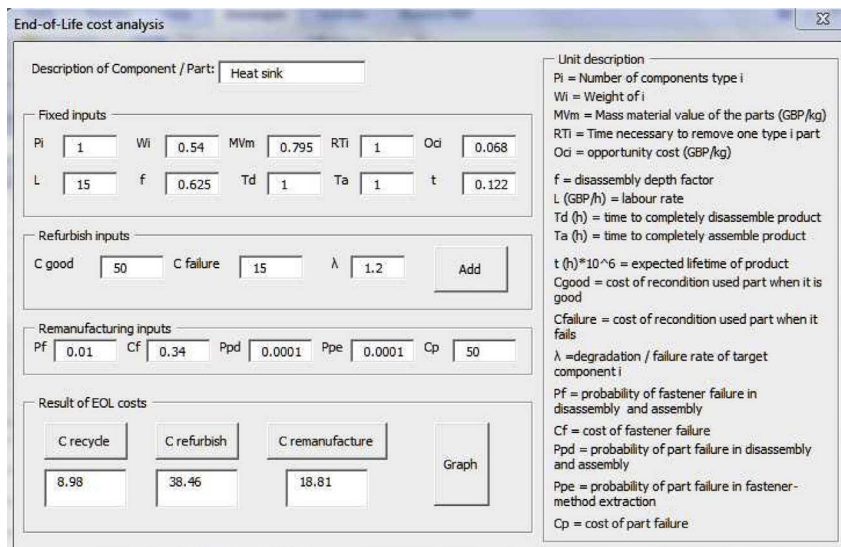 End-of-Life cost analysis
Description of Component / Part: Heat sink
Fixed inputs
Pi 1 Wi 0.54 MVm 0.795 RTi 1 Oci 0.068
L 15 f 0.625 Td 1 Ta 1 t 0.122
Refurbish inputs
C good 50 C failure 15 λ 1.2 Add
Remanufacturing inputs
Pf 0.01 Cf 0.34 Ppd 0.0001 Ppe 0.0001 Cp 50
Result of EOL costs
C recycle C refurbish C remanufacture
8.98 38.46 18.81
Graph
Unit description
Pi = Number of components type i
Wi = Weight of i
MVm = Mass material value of the parts (GBP/kg)
RTi = Time necessary to remove one type i part
Oci = opportunity cost (GBP/kg)
f = disassembly depth factor
L (GBP/h) = labour rate
Td (h) = time to completely disassemble product
Ta (h) = time to completely assemble product
t (h)*10^6 = expected lifetime of product
Cgood = cost of recondition used part when it is
good
Cfailure = cost of recondition used part when it
fails
λ =degradation / failure rate of target
component i
Pf = probability of fastener failure in
disassembly and assembly
Cf = cost of fastener failure
Ppd = probability of part failure in disassembly
and assembly
Ppe = probability of part failure in fastener-
method extraction
Cp = cost of part failure